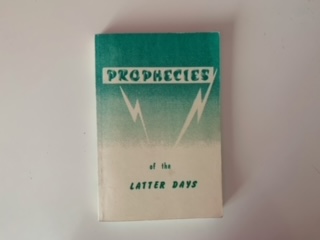 PROPHECIES
of the
LATTER DAYS